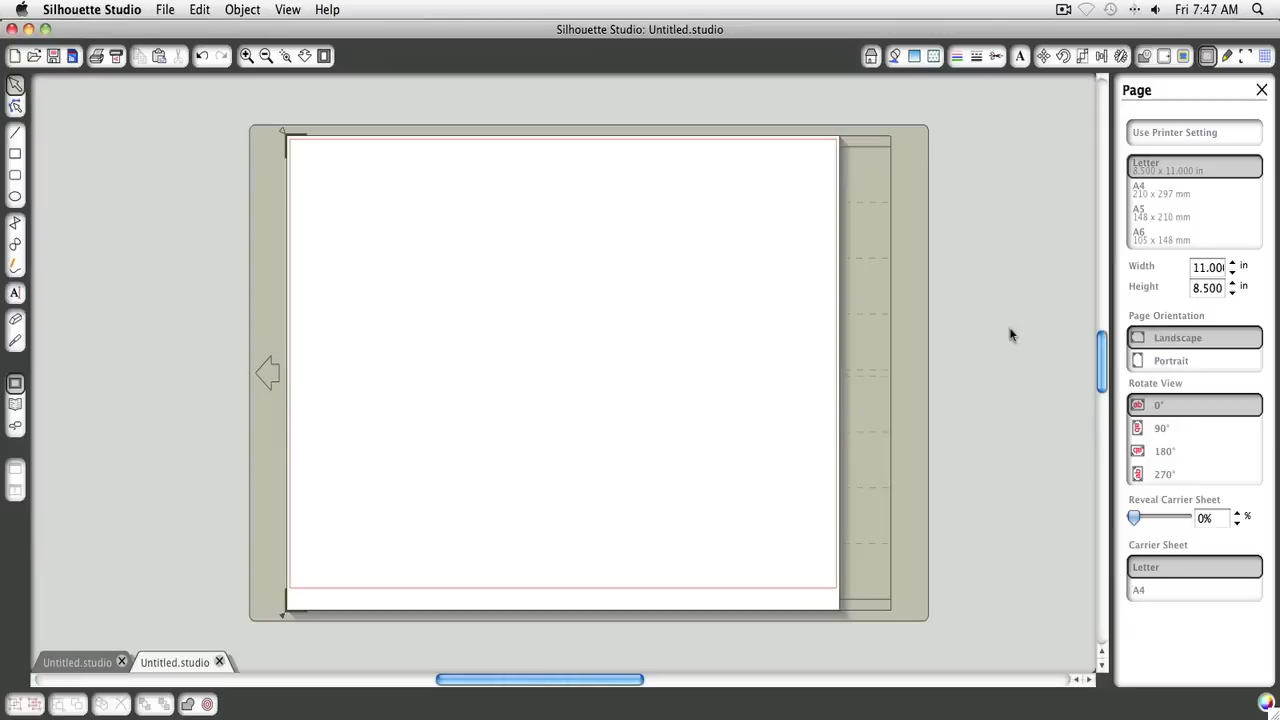 Silhouette Studio File Edit Object View Help Fri 7:47 AM
Silhouette Studio: Untitled.studio
A
Page
Use Printer Setting
Letter
8.500 x 11.000 in
A4
210 x 297 mm
A5
148 x 210 mm
A6
105 x 148 mm
Width 11.00 in
Height 8.500 in
Page Orientation
Landscape
Portrait
Rotate View
0°
90°
180°
270°
Reveal Carrier Sheet
0% %
Carrier Sheet
Letter
A4
Untitled.studio Untitled.studio